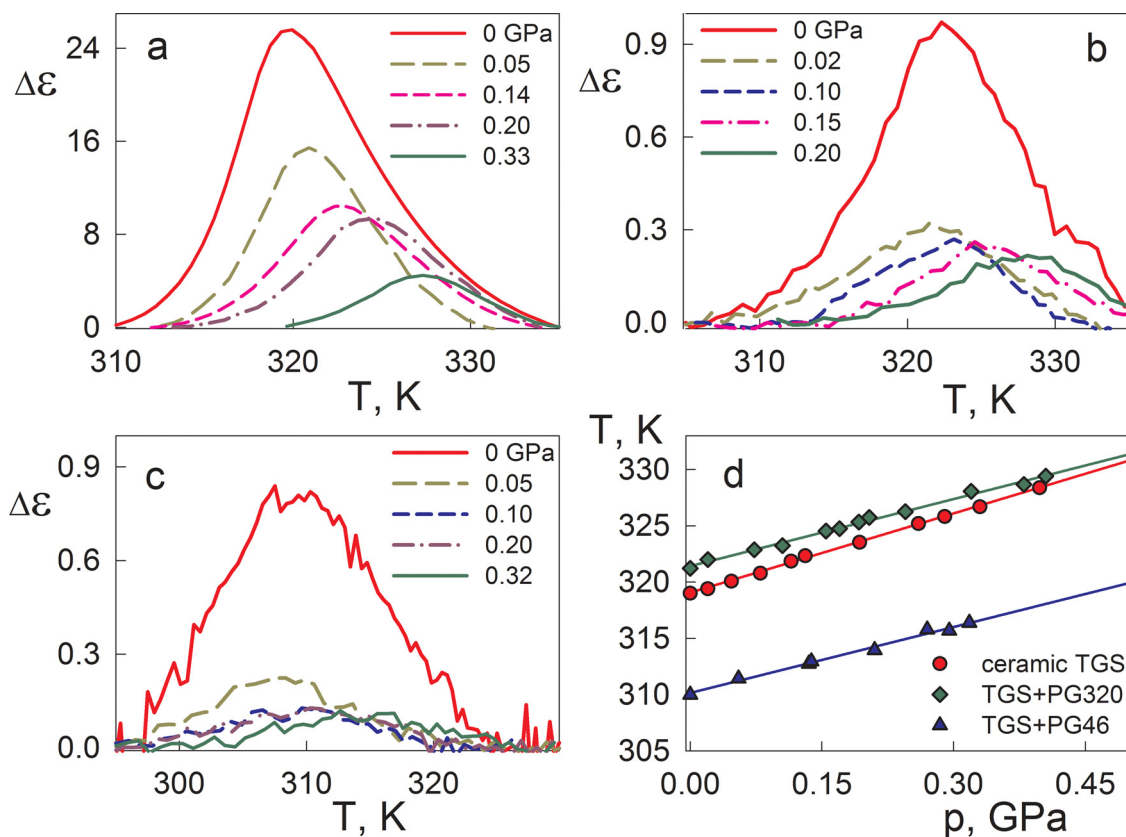 a
Δε
24
16
8
0
310
320
330
T, K
0 GPa
0.05
0.14
0.20
0.33
b
Δε
0.9
0.6
0.3
0.0
310
320
330
T, K
0 GPa
0.02
0.10
0.15
0.20
c
Δε
0.9
0.6
0.3
0.0
300
310
320
T, K
0 GPa
0.05
0.10
0.20
0.32
d
T, K
330
325
320
315
310
305
0.00
0.15
0.30
0.45
p, GPa
ceramic TGS
TGS+PG320
TGS+PG46